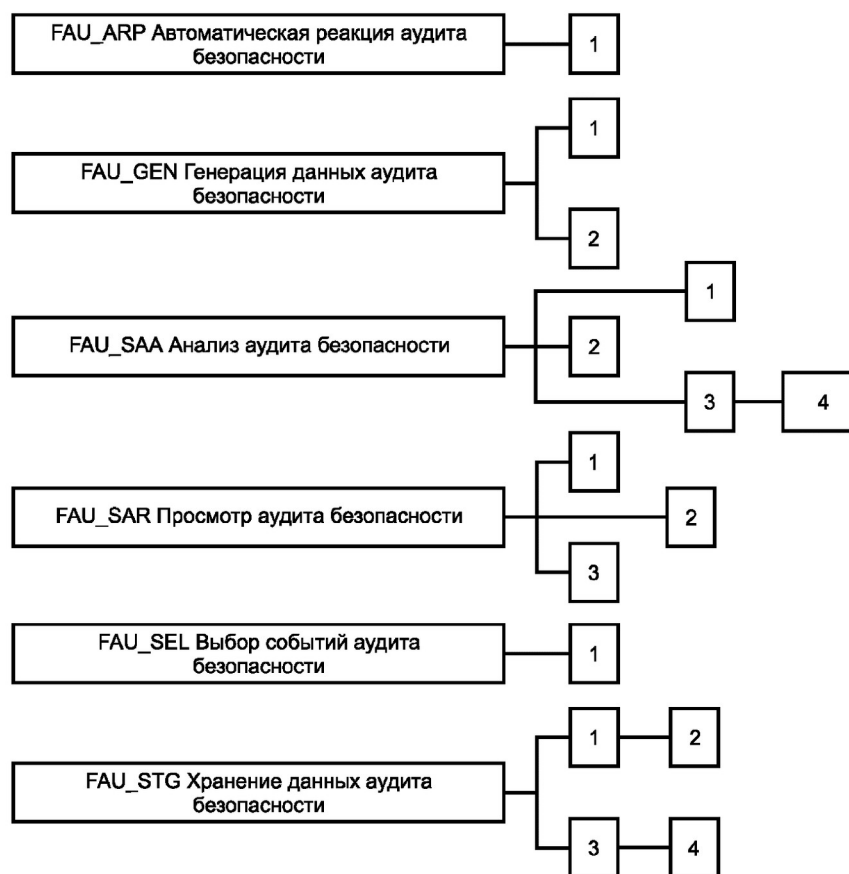 FAU_ARP Автоматическая реакция аудита
безопасности
1
1
FAU_GEN Генерация данных аудита
безопасности
2
1
FAU_SAA Анализ аудита безопасности
2
3
4
1
FAU_SAR Просмотр аудита безопасности
2
3
FAU_SEL Выбор событий аудита
безопасности
1
1
2
FAU_STG Хранение данных аудита
безопасности
3
4